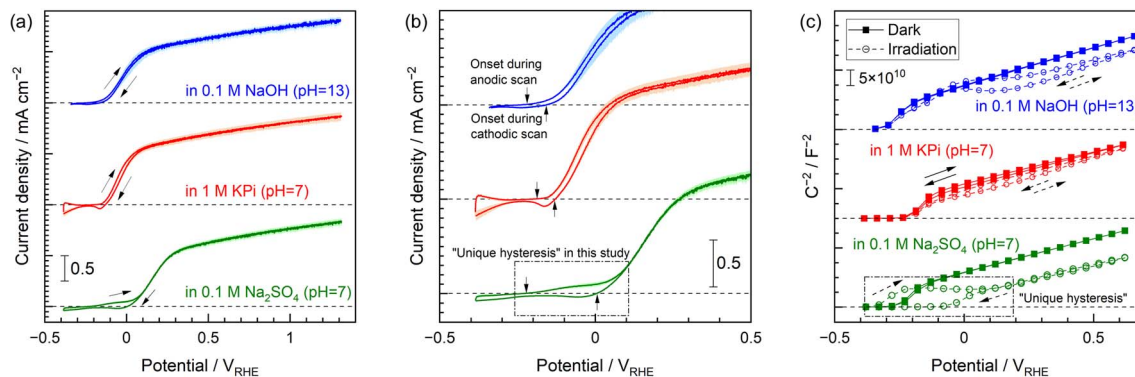 (a)
Current density / mA cm⁻²
in 0.1 M NaOH (pH=13)
in 1 M KPi (pH=7)
0.5
in 0.1 M Na₂SO₄ (pH=7)
−0.5 0 0.5 1
Potential / V_RHE
(b)
Current density / mA cm⁻²
Onset during
anodic scan
Onset during
cathodic scan
"Unique hysteresis" in this study
0.5
−0.5 0 0.5
Potential / V_RHE
(c)
C⁻² / F⁻²
Dark
Irradiation
5×10¹⁰
in 0.1 M NaOH (pH=13)
in 1 M KPi (pH=7)
in 0.1 M Na₂SO₄ (pH=7)
"Unique hysteresis"
−0.5 0 0.5
Potential / V_RHE